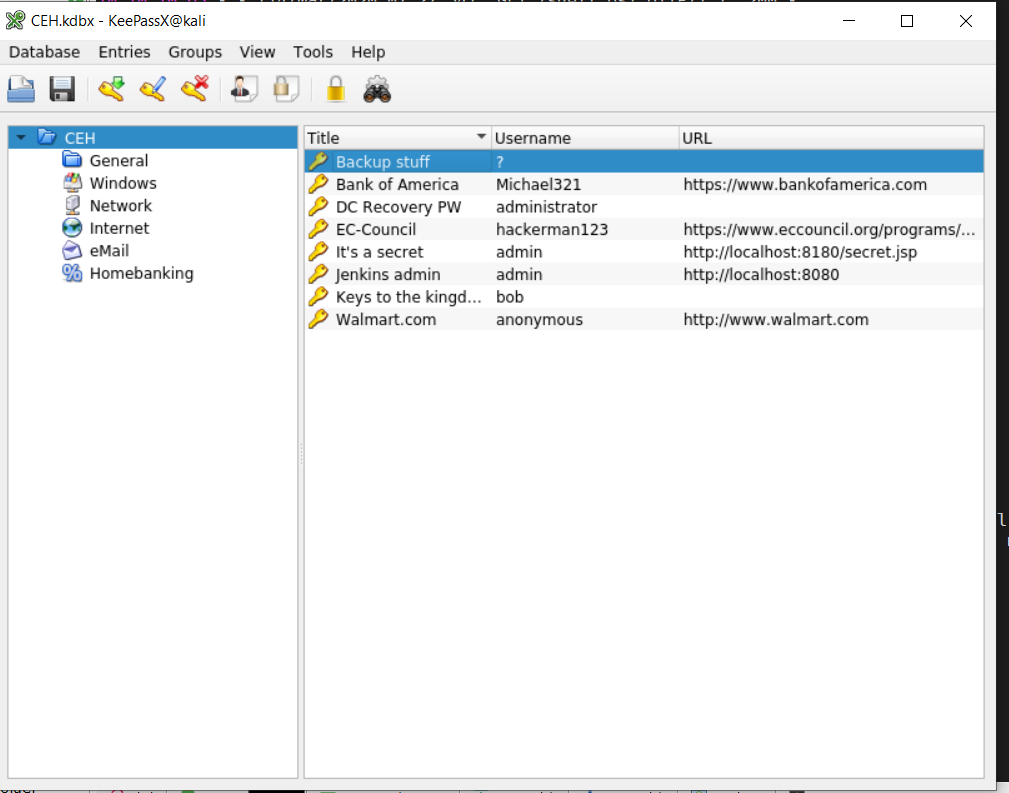 CEH.kdbx - KeePassX@kali
Database Entries Groups View Tools Help
CEH
General
Windows
Network
Internet
eMail
Homebanking
Title Username URL
Backup stuff ?
Bank of America Michael321 https://www.bankofamerica.com
DC Recovery PW administrator
EC-Council hackerman123 https://www.eccouncil.org/programs/...
It's a secret admin http://localhost:8180/secret.jsp
Jenkins admin admin http://localhost:8080
Keys to the kingd... bob
Walmart.com anonymous http://www.walmart.com